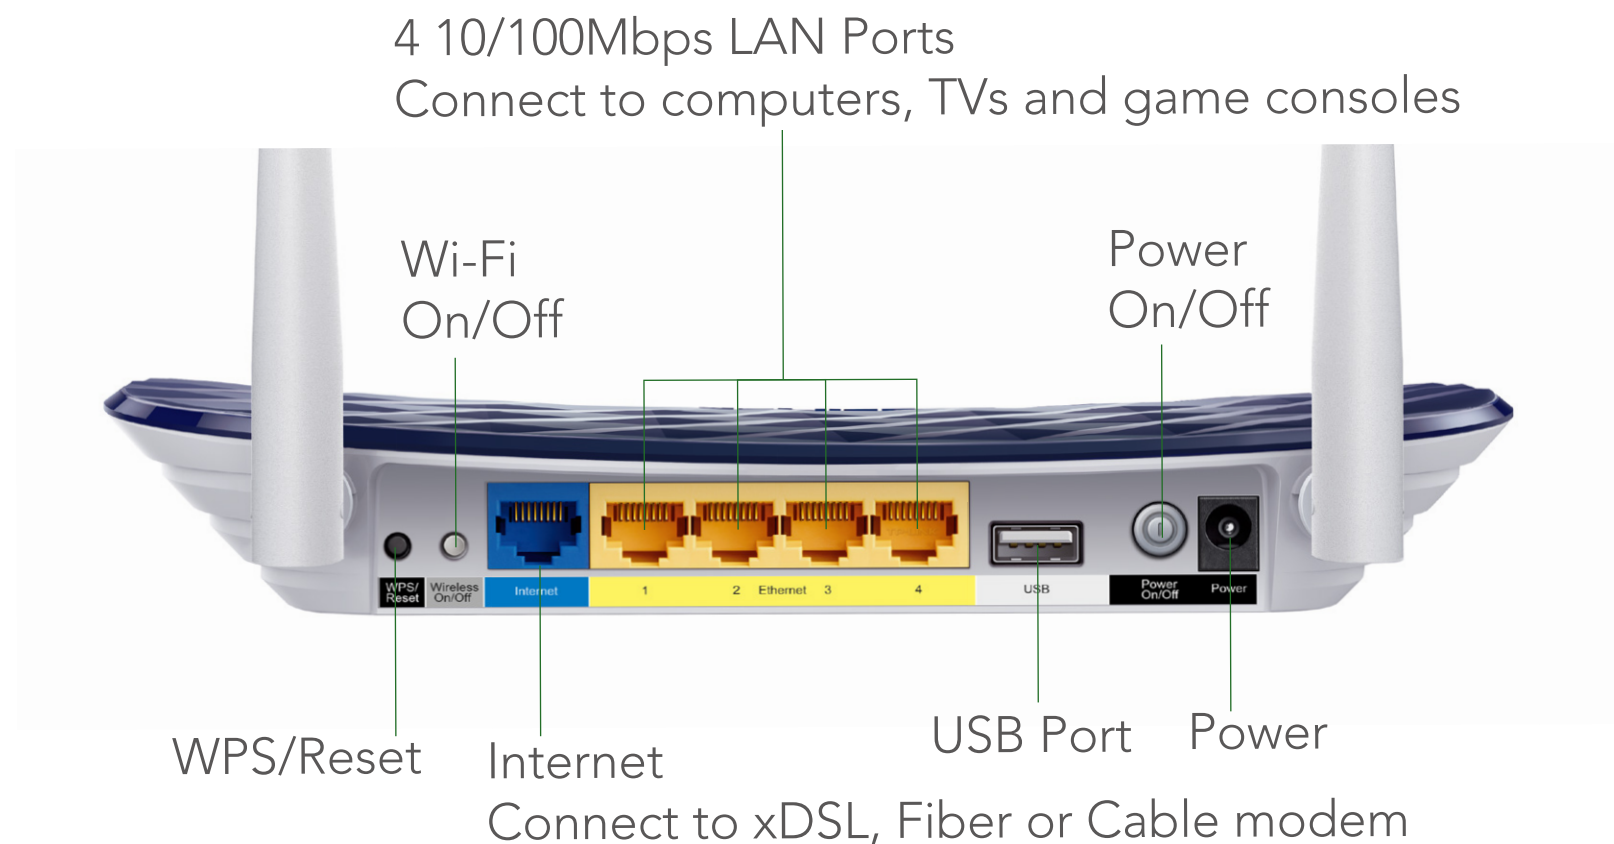 4 10/100Mbps LAN Ports
Connect to computers, TVs and game consoles
Wi-Fi
On/Off
Power
On/Off
WPS/
Reset
Wireless
On/Off
Internet
1
2
Ethernet
3
4
USB
Power
On/Off
Power
WPS/Reset
Internet
Connect to xDSL, Fiber or Cable modem
USB Port
Power